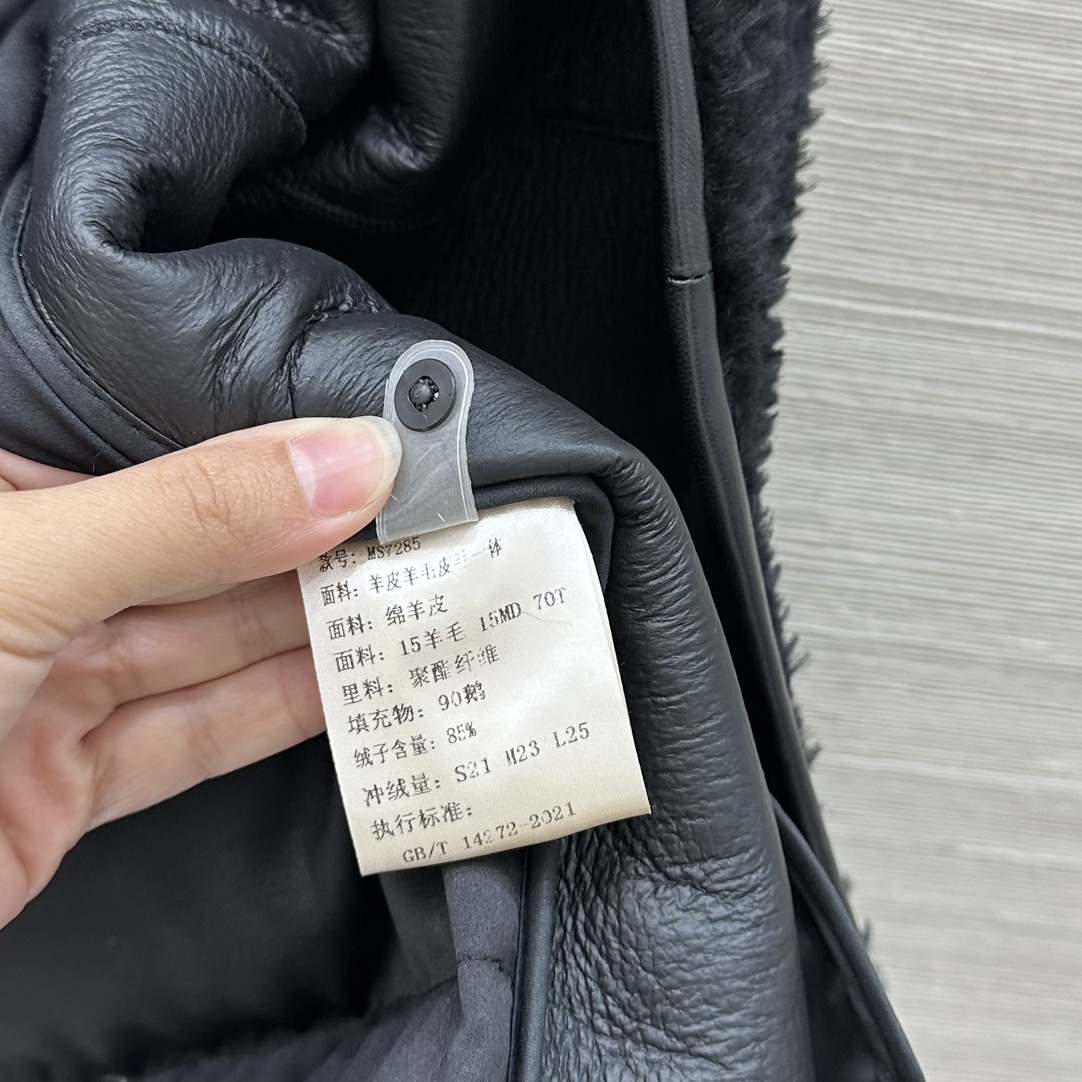 款号: MS7285
面料: 羊皮羊毛皮 一体
面料: 绵羊皮
面料: 15羊毛 15MD 70T
里料: 聚酯纤维
填充物: 90鹅
绒子含量: 85%
冲绒量: S21 M23 L25
执行标准:
GB/T 14272-2021